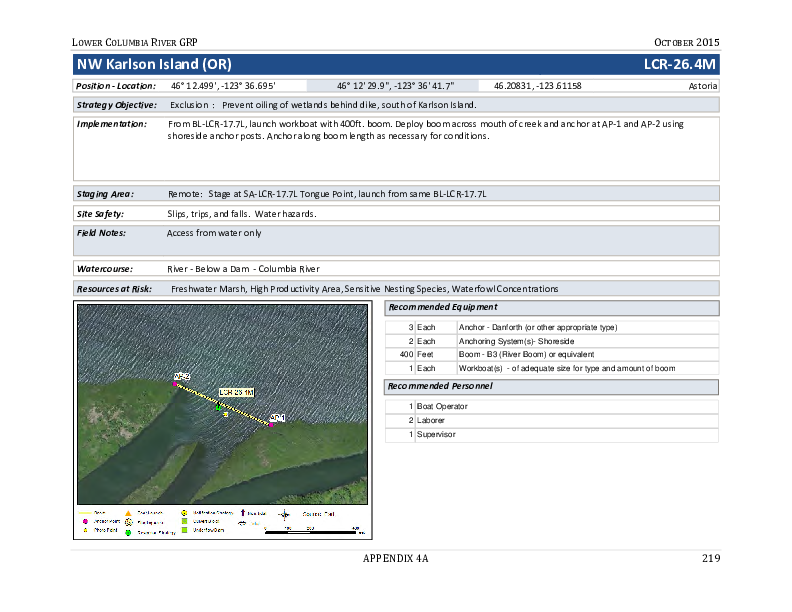 LOWER COLUMBIA RIVER GRP OCTOBER 2015
NW Karlson Island (OR) LCR-26.4M
Position - Location: 46° 12.499', -123° 36.695' 46° 12' 29.9", -123° 36' 41.7" 46.20831, -123.61158 Astoria
Strategy Objective: Exclusion : Prevent oiling of wetlands behind dike, south of Karlson Island.
Implementation: From BL-LCR-17.7L, launch workboat with 400ft. boom. Deploy boom across mouth of creek and anchor at AP-1 and AP-2 using
shoreside anchor posts. Anchor along boom length as necessary for conditions.
Staging Area: Remote: Stage at SA-LCR-17.7L Tongue Point, launch from same BL-LCR-17.7L
Site Safety: Slips, trips, and falls. Water hazards.
Field Notes: Access from water only
Watercourse: River - Below a Dam - Columbia River
Resources at Risk: Freshwater Marsh, High Productivity Area, Sensitive Nesting Species, Waterfowl Concentrations
Recommended Equipment
3 Each Anchor - Danforth (or other appropriate type)
2 Each Anchoring System(s)- Shoreside
400 Feet Boom - B3 (River Boom) or equivalent
1 Each Workboat(s) - of adequate size for type and amount of boom
Recommended Personnel
1 Boat Operator
2 Laborer
1 Supervisor
AP-2
LCR-26.4M
AP-1
Anchor Point
Photo Point
APPENDIX 4A 219